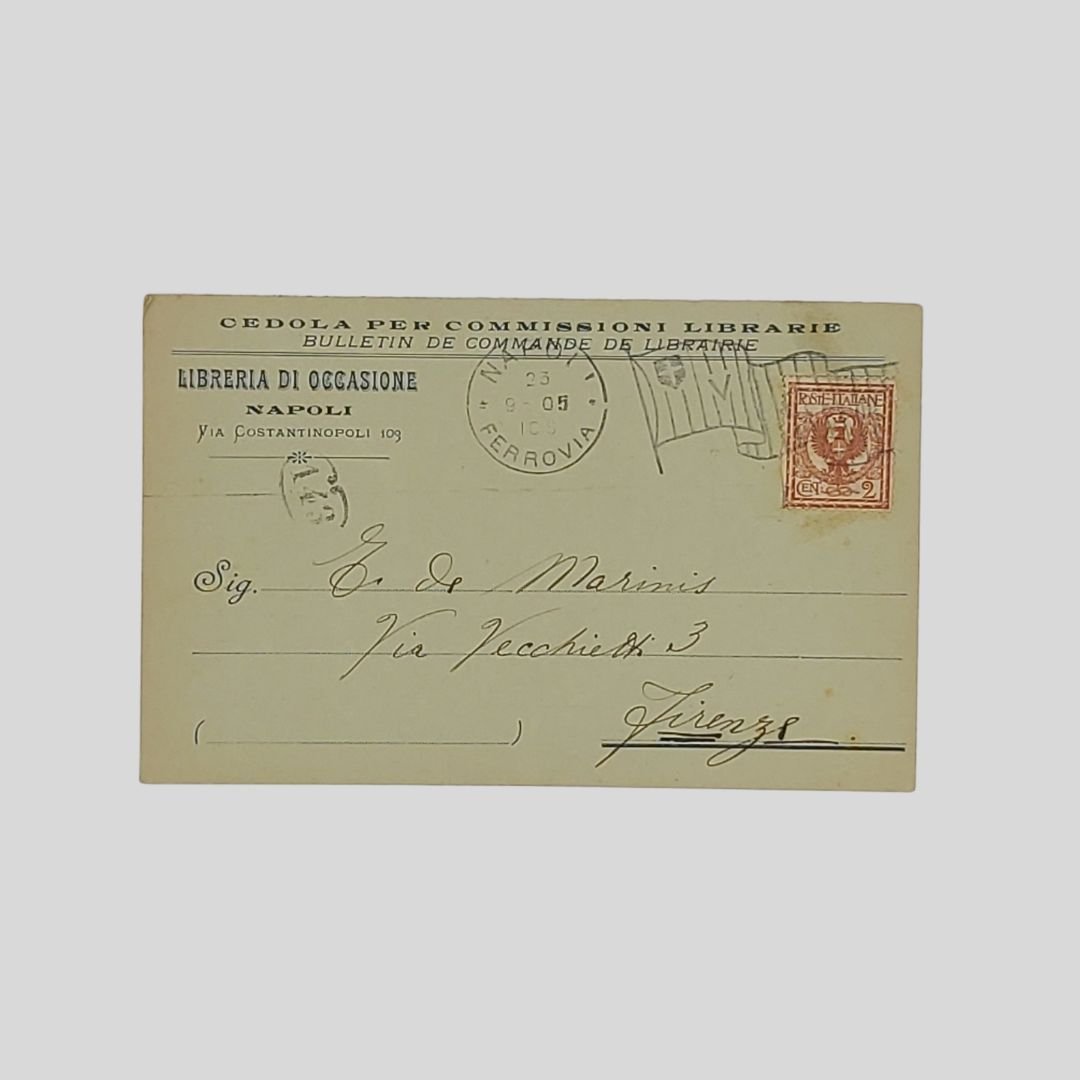 CEDOLA PER COMMISSIONI LIBRARIE
BULLETIN DE COMMANDE DE LIBRAIRIE
LIBRERIA DI OCCASIONE
NAPOLI
VIA COSTANTINOPOLI 109
NAPOLI
23
9-05
FERROVIA
POSTE·ITALIANE
CEN. 2
Sig. E. de Marinis
Via Vecchietti 3
Firenze